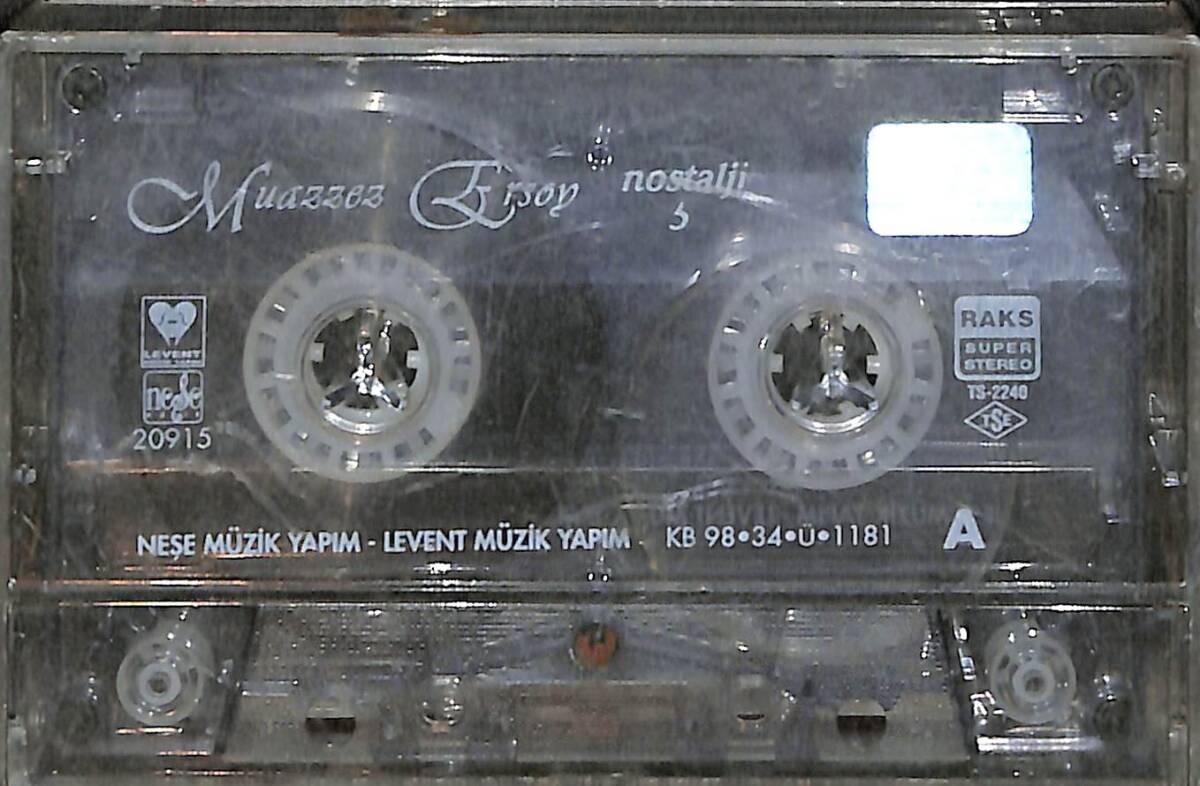 Muazzez Ersoy nostalji
5
LEVENT
neşe
20915
RAKS
SUPER
STEREO
TS-2240
TSE
NEŞE MÜZİK YAPIM - LEVENT MÜZİK YAPIM KB 98•34•Ü•1181 A